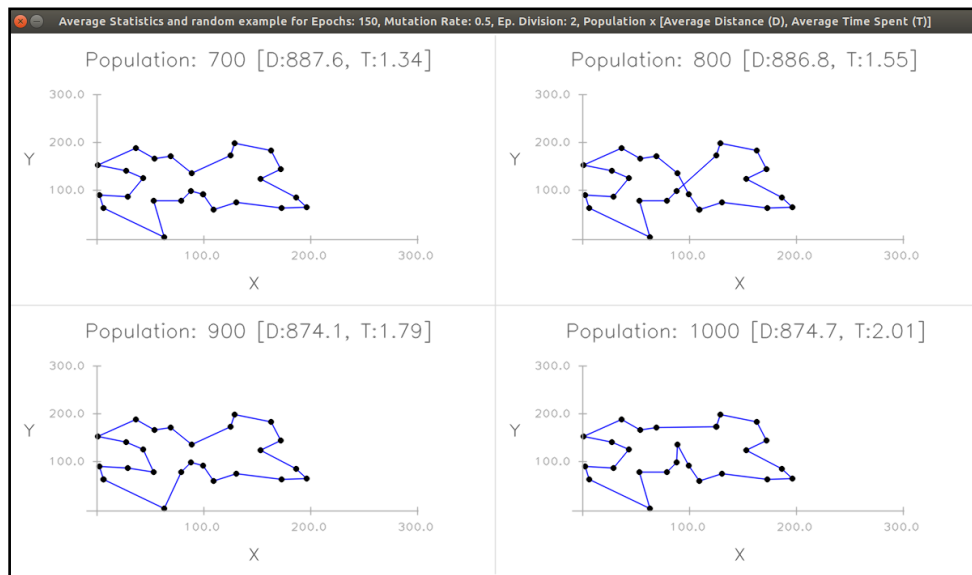 Average Statistics and random example for Epochs: 150, Mutation Rate: 0.5, Ep. Division: 2, Population x [Average Distance (D), Average Time Spent (T)]
Population: 700 [D:887.6, T:1.34]
300.0
200.0
Y
100.0
100.0
200.0
300.0
X
Population: 800 [D:886.8, T:1.55]
300.0
200.0
Y
100.0
100.0
200.0
300.0
X
Population: 900 [D:874.1, T:1.79]
300.0
200.0
Y
100.0
100.0
200.0
300.0
X
Population: 1000 [D:874.7, T:2.01]
300.0
200.0
Y
100.0
100.0
200.0
300.0
X